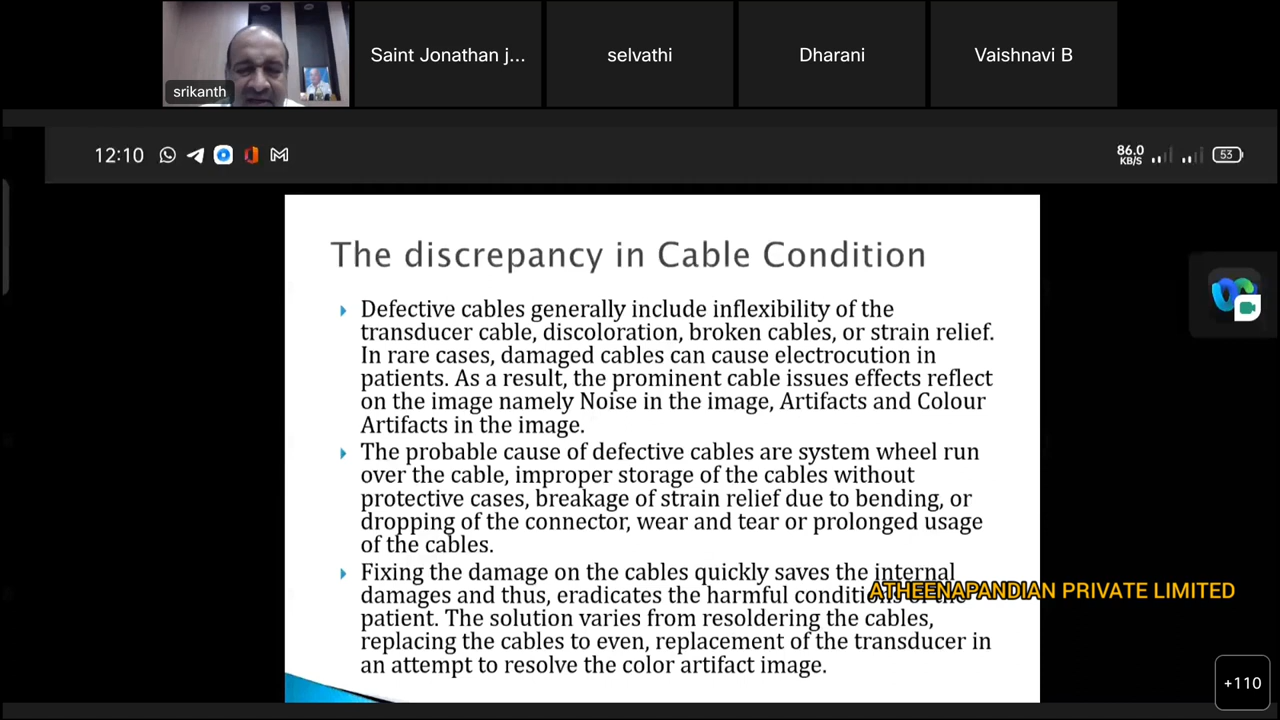 Saint Jonathan j...
selvathi
Dharani
Vaishnavi B
srikanth
12:10
86.0
KB/S
53
The discrepancy in Cable Condition
Defective cables generally include inflexibility of the
transducer cable, discoloration, broken cables, or strain relief.
In rare cases, damaged cables can cause electrocution in
patients. As a result, the prominent cable issues effects reflect
on the image namely Noise in the image, Artifacts and Colour
Artifacts in the image.
The probable cause of defective cables are system wheel run
over the cable, improper storage of the cables without
protective cases, breakage of strain relief due to bending, or
dropping of the connector, wear and tear or prolonged usage
of the cables.
Fixing the damage on the cables quickly saves the internal
damages and thus, eradicates the harmful condition of the
ATHEENAPANDIAN PRIVATE LIMITED
patient. The solution varies from resoldering the cables,
replacing the cables to even, replacement of the transducer in
an attempt to resolve the color artifact image.
+110